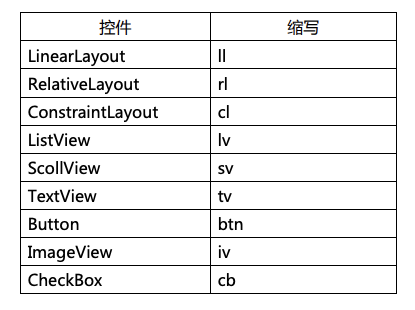 控件 缩写
LinearLayout ll
RelativeLayout rl
ConstraintLayout cl
ListView lv
ScollView sv
TextView tv
Button btn
ImageView iv
CheckBox cb